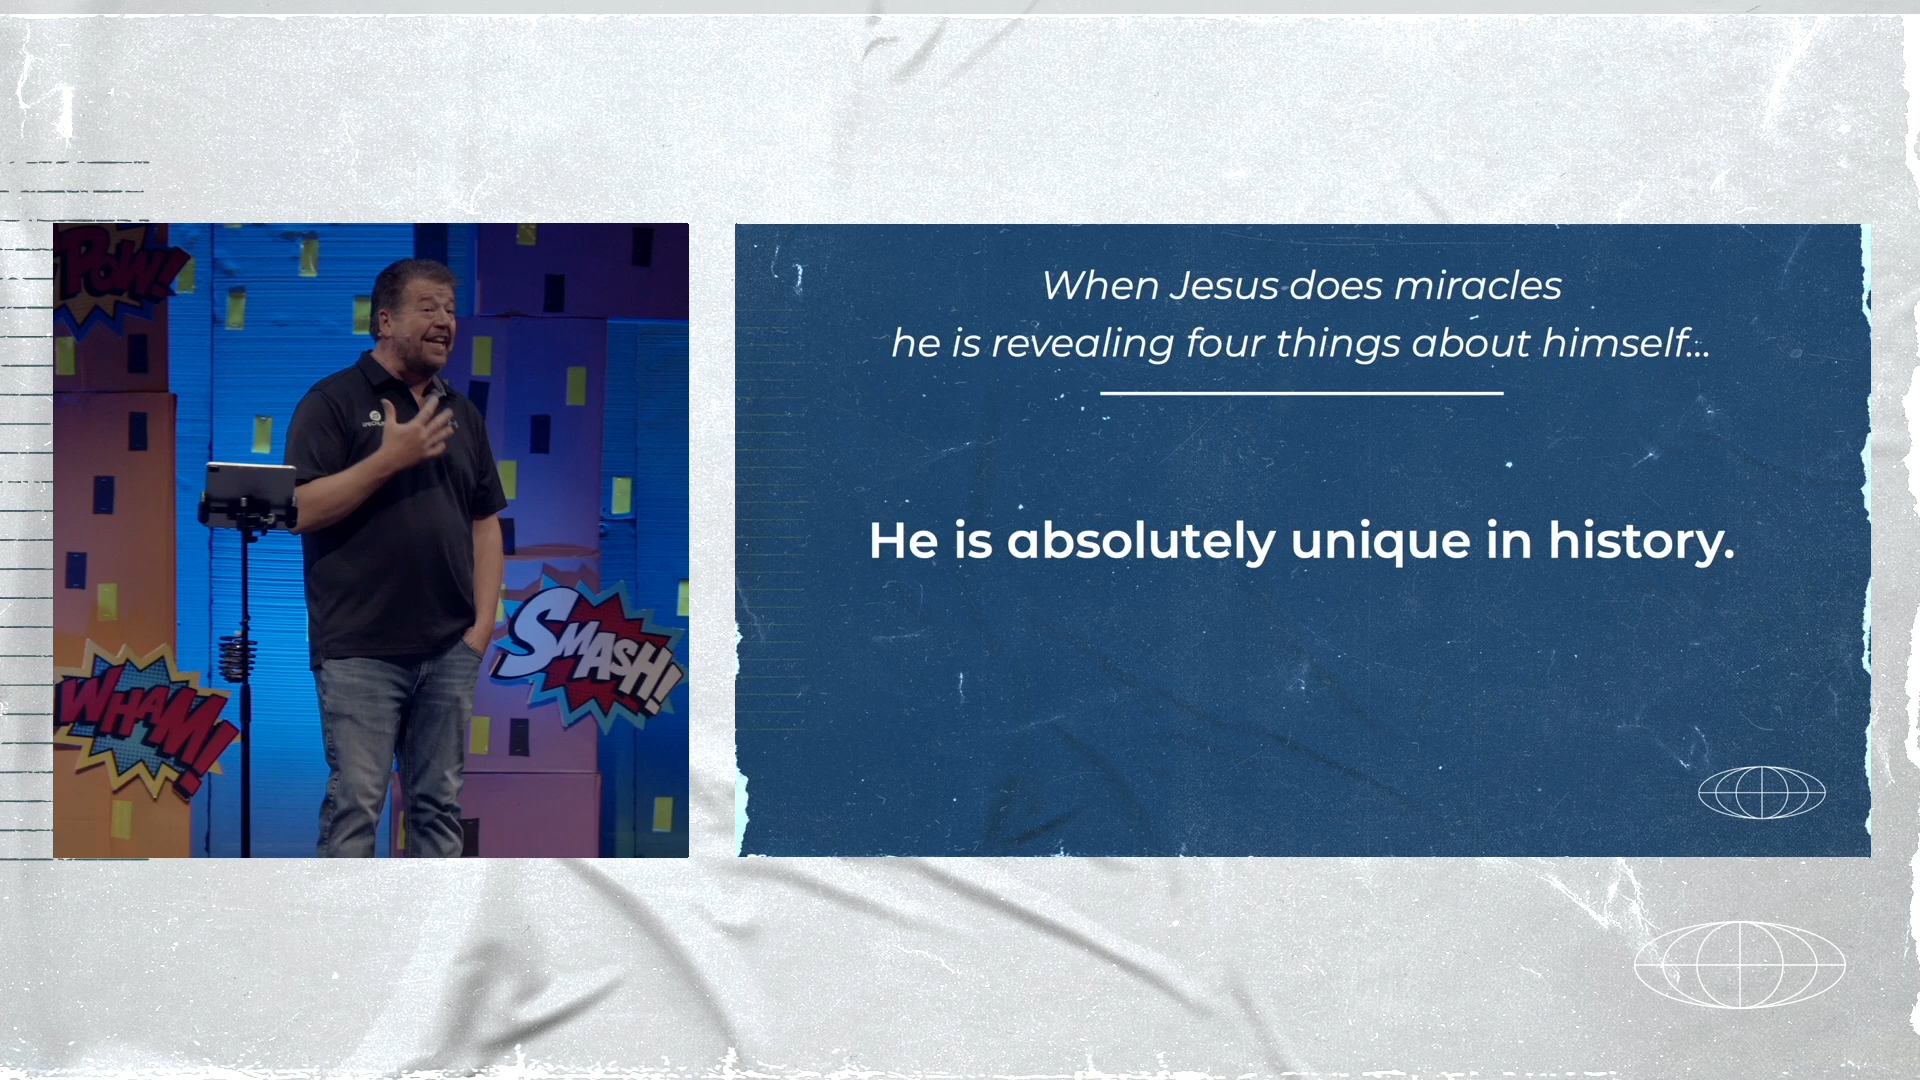 POW!
WHAM!
SMASH!
When Jesus does miracles
he is revealing four things about himself...
He is absolutely unique in history.